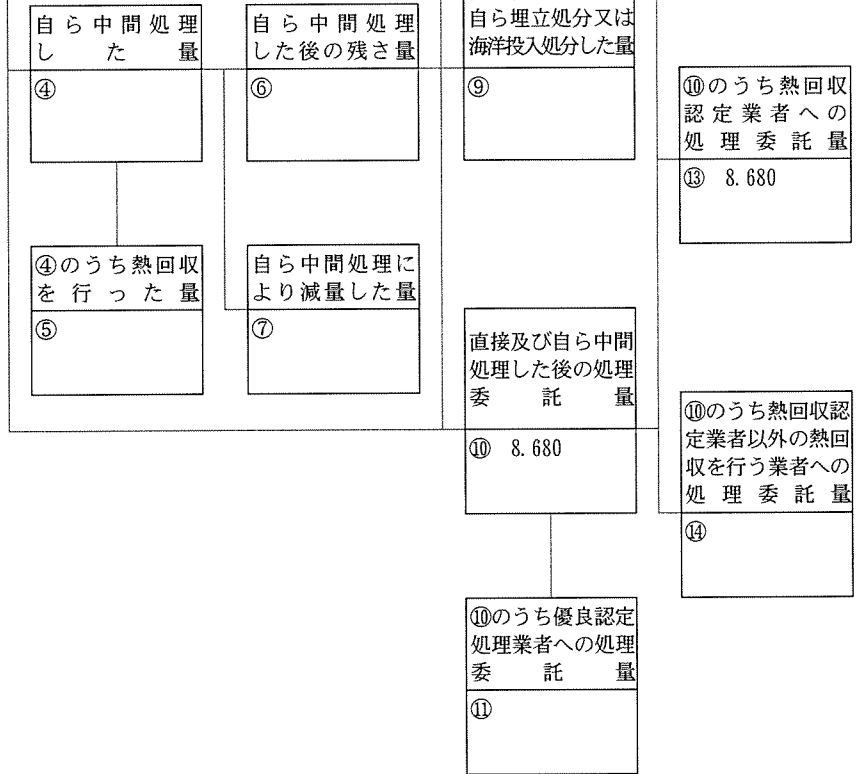 自ら中間処理
した量
④
自ら中間処理
した後の残さ量
⑥
自ら埋立処分又は
海洋投入処分した量
⑨
⑩のうち熱回収
認定業者への
処理委託量
⑬ 8.680
④のうち熱回収
を行った量
⑤
自ら中間処理に
より減量した量
⑦
直接及び自ら中間
処理した後の処理
委託量
⑩ 8.680
⑩のうち熱回収認
定業者以外の熱回
収を行う業者への
処理委託量
⑭
⑩のうち優良認定
処理業者への処理
委託量
⑪